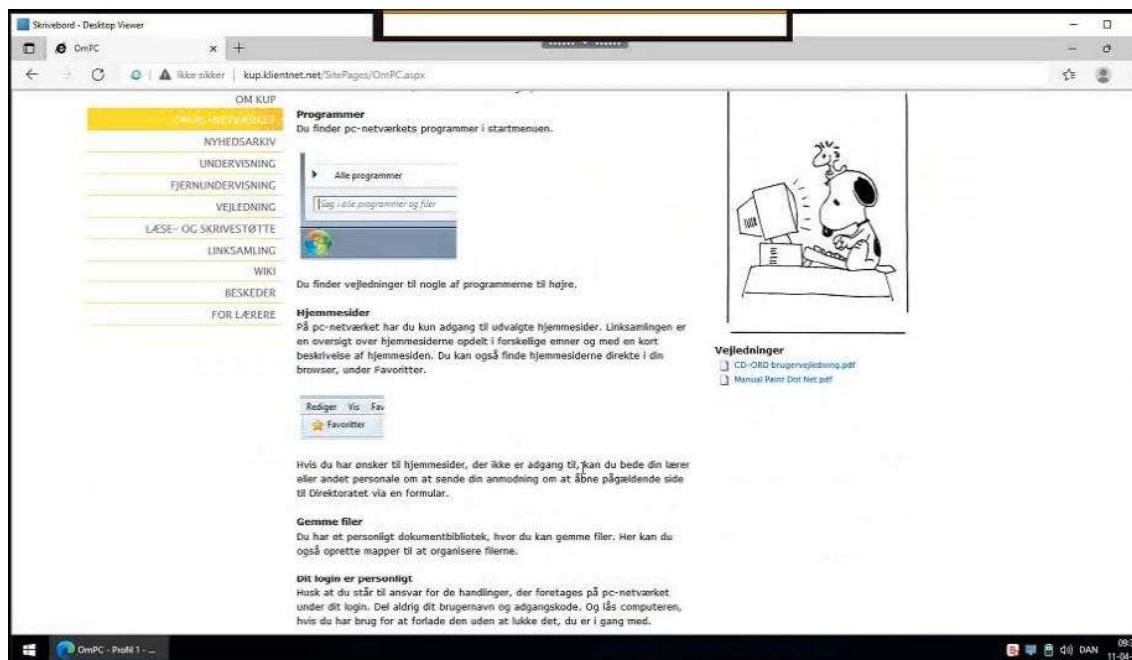 Skrivebord - Desktop Viewer
OmPC
Ikke sikker
kup.klientnet.net/SitePages/OmPC.aspx
OM KUP
OM PC-NETVÆRKET
NYHEDSARKIV
UNDERVISNING
FJERNUNDERVISNING
VEJLEDNING
LÆSE- OG SKRIVESTØTTE
LINKSAMLING
WIKI
BESKEDER
FOR LÆRERE
Programmer
Du finder pc-netværkets programmer i startmenuen.
Alle programmer
Søg i alle programmer og filer
Du finder vejledninger til nogle af programmerne til højre.
Hjemmesider
På pc-netværket har du kun adgang til udvalgte hjemmesider. Linksamlingen er
en oversigt over hjemmesiderne opdelt i forskellige emner og med en kort
beskrivelse af hjemmesiden. Du kan også finde hjemmesiderne direkte i din
browser, under Favoritter.
Rediger Vis Fav
Favoritter
Hvis du har ønsker til hjemmesider, der ikke er adgang til, kan du bede din lærer
eller andet personale om at sende din anmodning om at åbne pågældende side
til Direktoratet via en formular.
Gemme filer
Du har et personligt dokumentbibliotek, hvor du kan gemme filer. Her kan du
også oprette mapper til at organisere filerne.
Dit login er personligt
Husk at du står til ansvar for de handlinger, der foretages på pc-netværket
under dit login. Del aldrig dit brugernavn og adgangskode. Og lås computeren,
hvis du har brug for at forlade den uden at lukke det, du er i gang med.
Vejledninger
CD-ORD brugervejledning.pdf
Manual Paint Dot Net.pdf
OmPC - Profil 1 - ...
DAN
09:3
11-04-